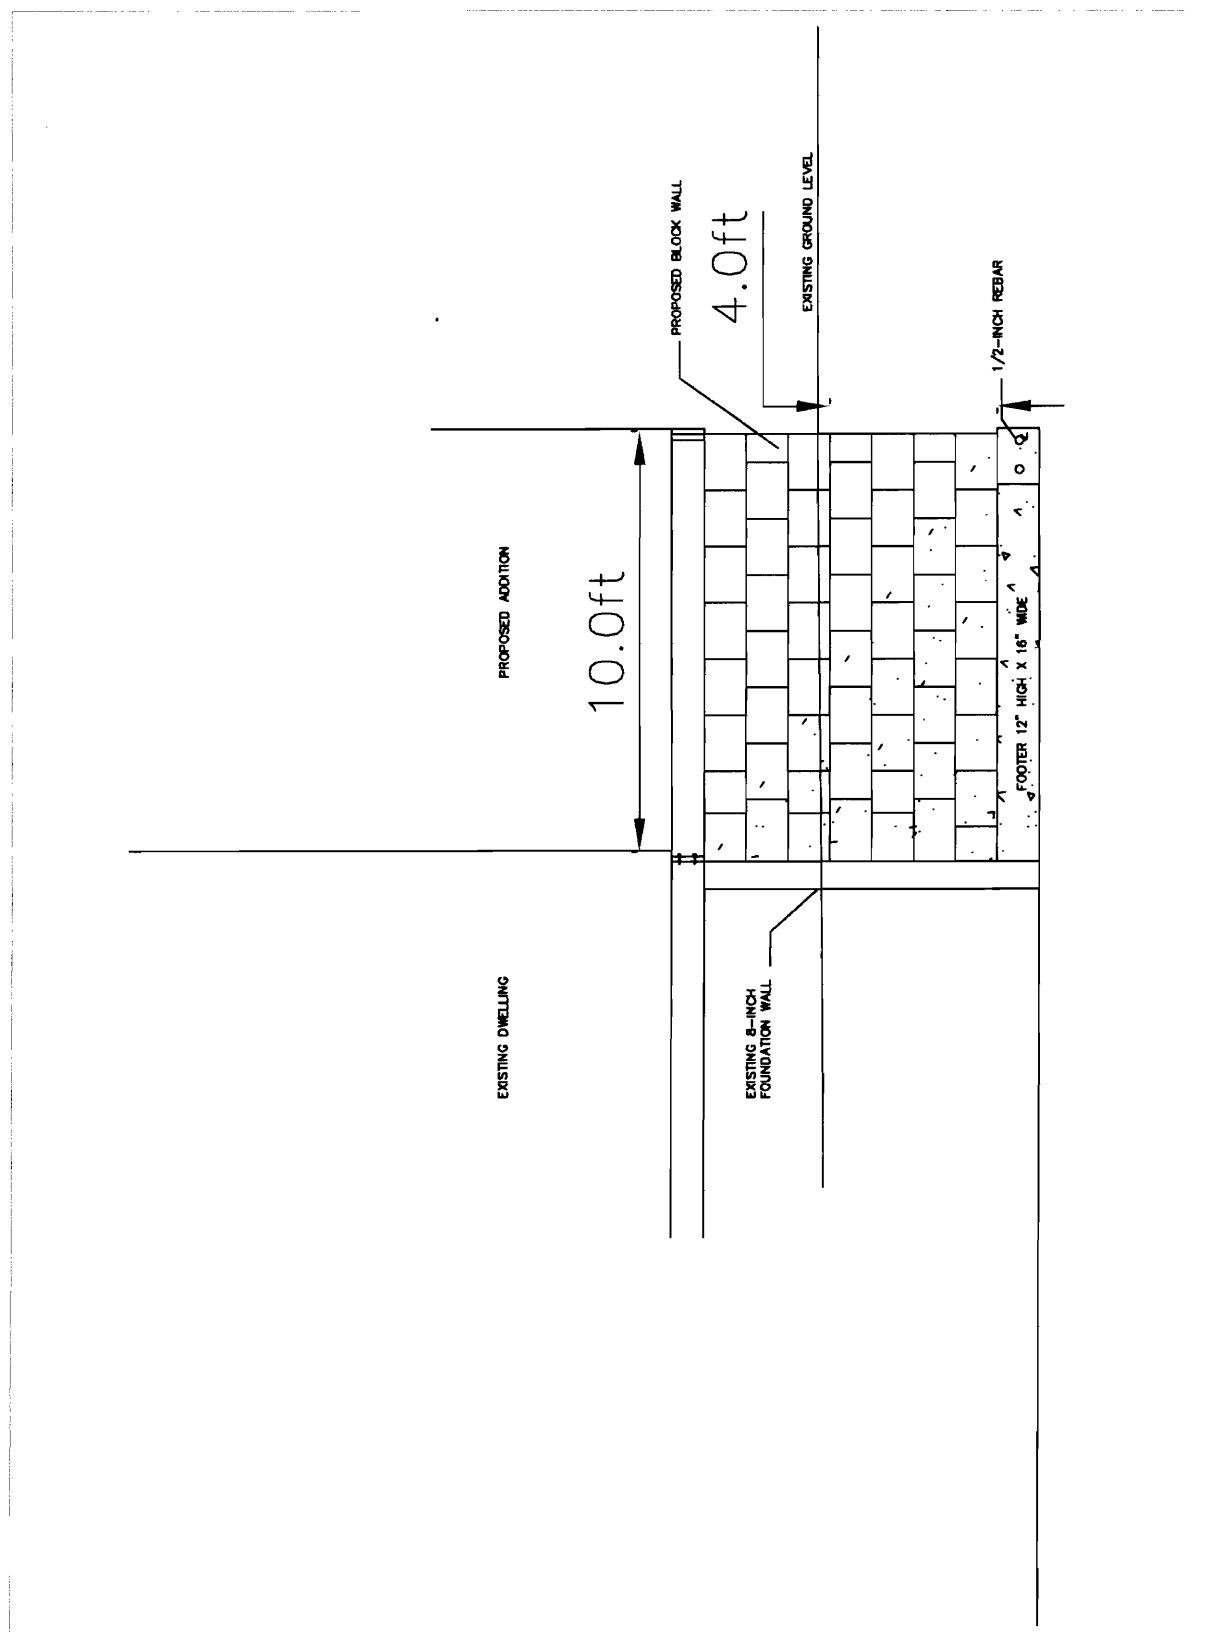 EXISTING DWELLING
PROPOSED ADDITION
10.0ft
PROPOSED BLOCK WALL
4.0ft
EXISTING 8-INCH
FOUNDATION WALL
EXISTING GROUND LEVEL
1/2-INCH REBAR
FOOTER 12" HIGH X 16" WIDE